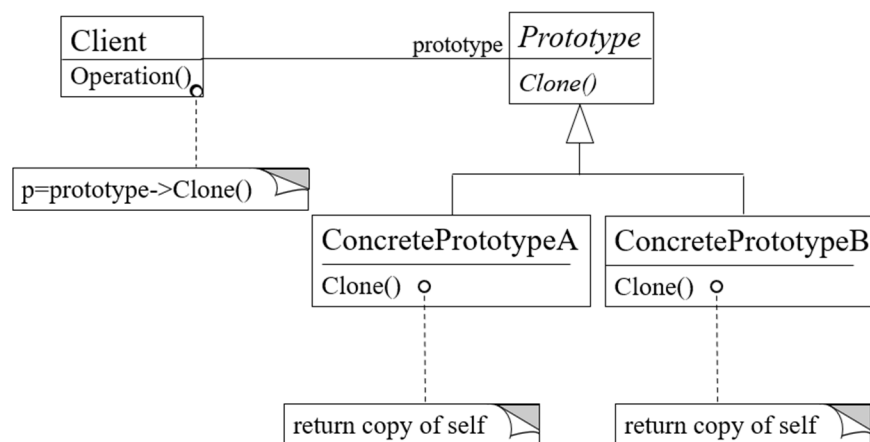 Client
Operation()
prototype
Prototype
Clone()
p=prototype->Clone()
ConcretePrototypeA
Clone()
ConcretePrototypeB
Clone()
return copy of self
return copy of self